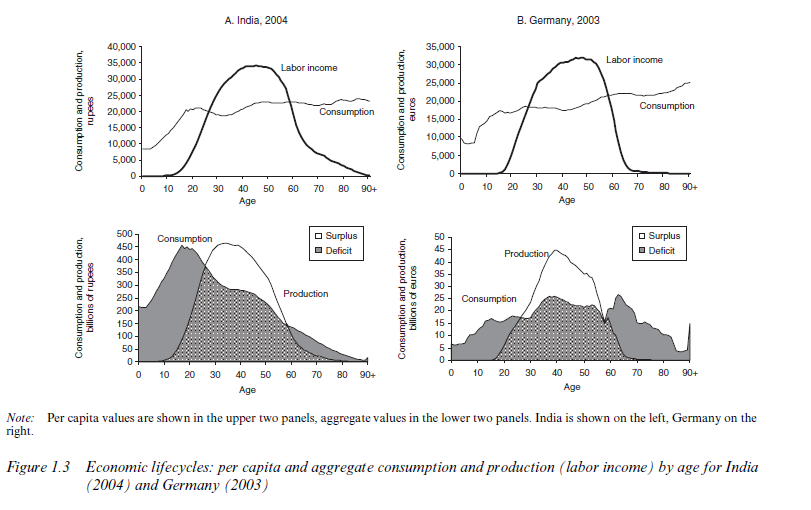 A. India, 2004
B. Germany, 2003
Consumption and production,
rupees
40,000
35,000
30,000
25,000
20,000
15,000
10,000
5,000
0
Labor income
Consumption
0 10 20 30 40 50 60 70 80 90+
Age
Consumption and production,
euros
35,000
30,000
25,000
20,000
15,000
10,000
5,000
0
Labor income
Consumption
0 10 20 30 40 50 60 70 80 90+
Age
Consumption and production,
billions of rupees
500
450
400
350
300
250
200
150
100
50
0
Consumption
Production
Surplus
Deficit
0 10 20 30 40 50 60 70 80 90+
Age
Consumption and production,
billions of euros
50
45
40
35
30
25
20
15
10
5
0
Production
Consumption
Surplus
Deficit
0 10 20 30 40 50 60 70 80 90+
Age
Note: Per capita values are shown in the upper two panels, aggregate values in the lower two panels. India is shown on the left, Germany on the
right.
Figure 1.3 Economic lifecycles: per capita and aggregate consumption and production (labor income) by age for India
(2004) and Germany (2003)